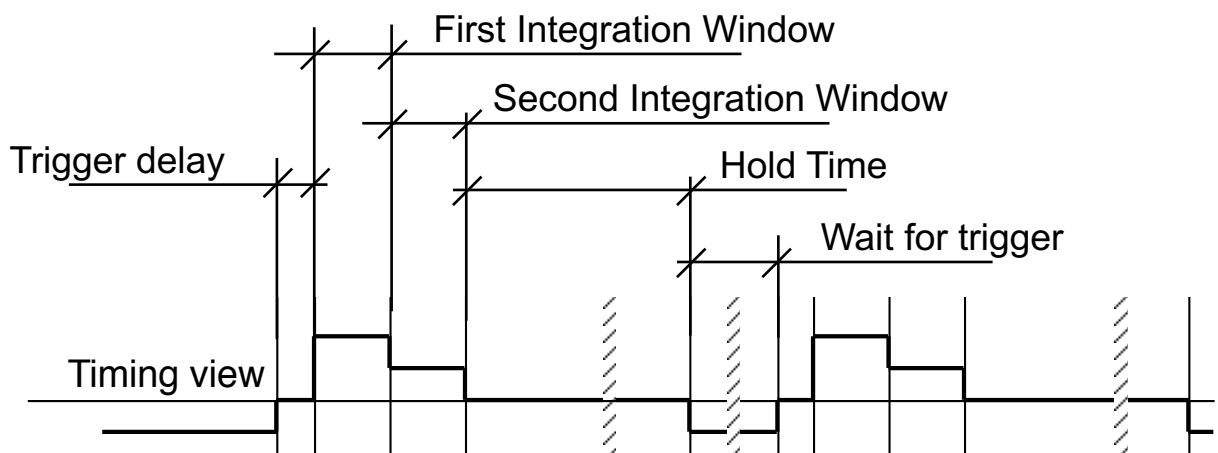 First Integration Window
Second Integration Window
Trigger delay
Hold Time
Wait for trigger
Timing view